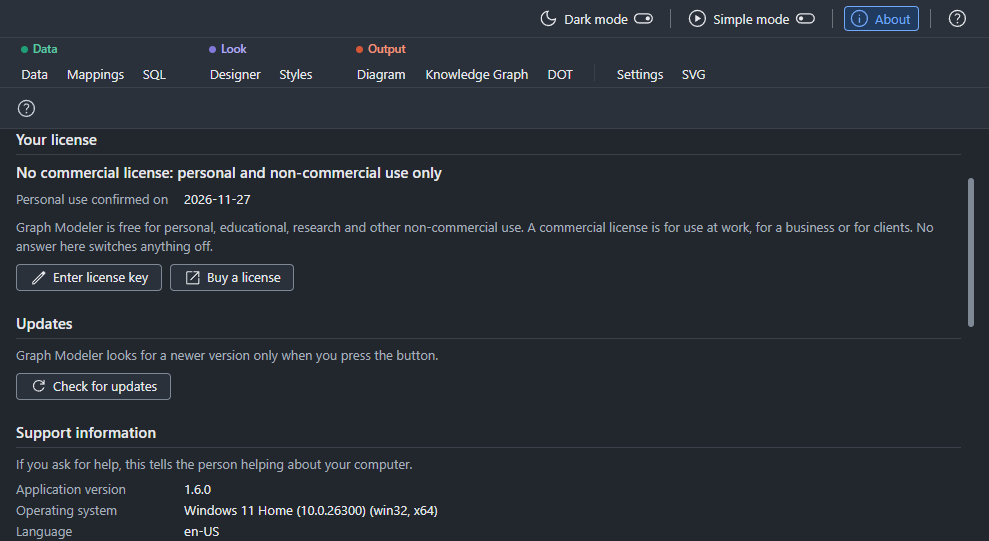 Dark mode
Simple mode
About
Data
Look
Output
Data Mappings SQL Designer Styles Diagram Knowledge Graph DOT Settings SVG
Your license
No commercial license: personal and non-commercial use only
Personal use confirmed on 2026-11-27
Graph Modeler is free for personal, educational, research and other non-commercial use. A commercial license is for use at work, for a business or for clients. No
answer here switches anything off.
Enter license key Buy a license
Updates
Graph Modeler looks for a newer version only when you press the button.
Check for updates
Support information
If you ask for help, this tells the person helping about your computer.
Application version 1.6.0
Operating system Windows 11 Home (10.0.26300) (win32, x64)
Language en-US